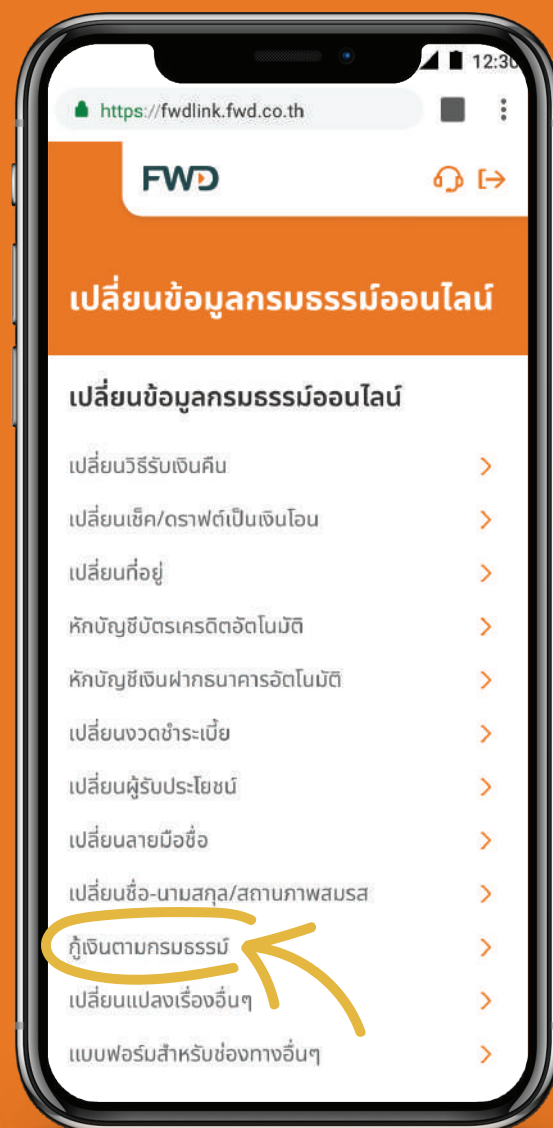 12:30
https://fwdlink.fwd.co.th
FWD
เปลี่ยนข้อมูลกรมธรรม์ออนไลน์
เปลี่ยนข้อมูลกรมธรรม์ออนไลน์
เปลี่ยนวิธีรับเงินคืน
เปลี่ยนเช็ค/ดราฟต์เป็นเงินโอน
เปลี่ยนที่อยู่
หักบัญชีบัตรเครดิตอัตโนมัติ
หักบัญชีเงินฝากธนาคารอัตโนมัติ
เปลี่ยนงวดชำระเบี้ย
เปลี่ยนผู้รับประโยชน์
เปลี่ยนลายมือชื่อ
เปลี่ยนชื่อ-นามสกุล/สถานภาพสมรส
กู้เงินตามกรมธรรม์
เปลี่ยนแปลงเรื่องอื่นๆ
แบบฟอร์มสำหรับช่องทางอื่นๆ